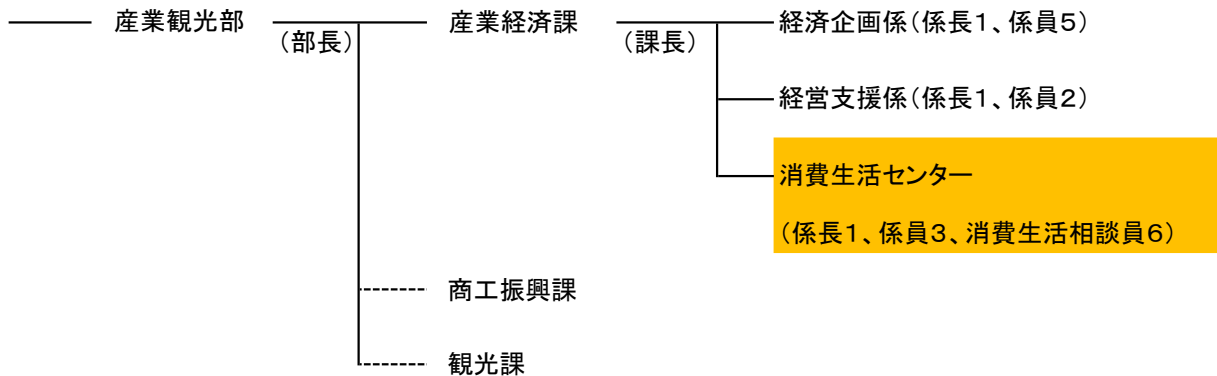 産業観光部
(部長)
産業経済課
(課長)
経済企画係(係長1、係員5)
経営支援係(係長1、係員2)
消費生活センター
(係長1、係員3、消費生活相談員6)
商工振興課
観光課